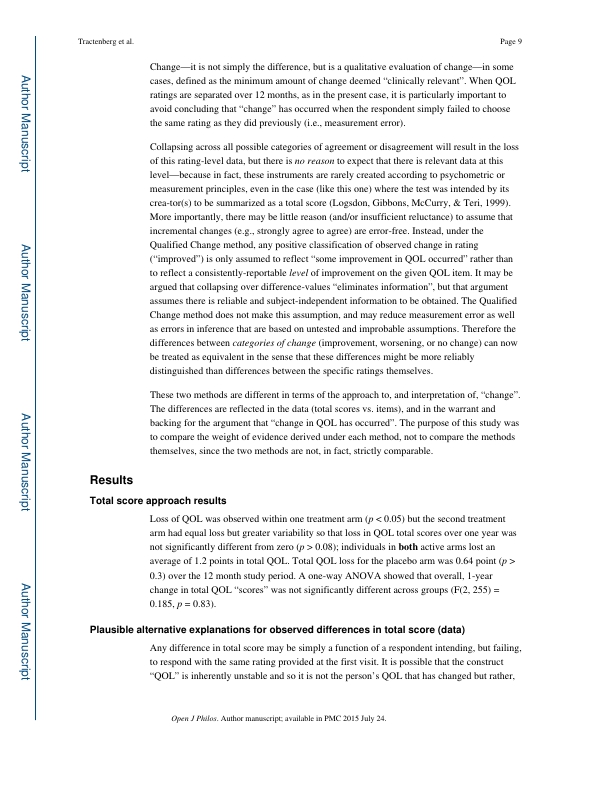 Tractenberg et al.
Page 9
Change—it is not simply the difference, but is a qualitative evaluation of change—in some
cases, defined as the minimum amount of change deemed “clinically relevant”. When QOL
ratings are separated over 12 months, as in the present case, it is particularly important to
avoid concluding that “change” has occurred when the respondent simply failed to choose
the same rating as they did previously (i.e., measurement error).
Collapsing across all possible categories of agreement or disagreement will result in the loss
of this rating-level data, but there is no reason to expect that there is relevant data at this
level—because in fact, these instruments are rarely created according to psychometric or
measurement principles, even in the case (like this one) where the test was intended by its
crea-tor(s) to be summarized as a total score (Logsdon, Gibbons, McCurry, & Teri, 1999).
More importantly, there may be little reason (and/or insufficient reluctance) to assume that
incremental changes (e.g., strongly agree to agree) are error-free. Instead, under the
Qualified Change method, any positive classification of observed change in rating
(“improved”) is only assumed to reflect “some improvement in QOL occurred” rather than
to reflect a consistently-reportable level of improvement on the given QOL item. It may be
argued that collapsing over difference-values “eliminates information”, but that argument
assumes there is reliable and subject-independent information to be obtained. The Qualified
Change method does not make this assumption, and may reduce measurement error as well
as errors in inference that are based on untested and improbable assumptions. Therefore the
differences between categories of change (improvement, worsening, or no change) can now
be treated as equivalent in the sense that these differences might be more reliably
distinguished than differences between the specific ratings themselves.
These two methods are different in terms of the approach to, and interpretation of, “change”.
The differences are reflected in the data (total scores vs. items), and in the warrant and
backing for the argument that “change in QOL has occurred”. The purpose of this study was
to compare the weight of evidence derived under each method, not to compare the methods
themselves, since the two methods are not, in fact, strictly comparable.
Results
Total score approach results
Loss of QOL was observed within one treatment arm (p < 0.05) but the second treatment
arm had equal loss but greater variability so that loss in QOL total scores over one year was
not significantly different from zero (p > 0.08); individuals in both active arms lost an
average of 1.2 points in total QOL. Total QOL loss for the placebo arm was 0.64 point (p >
0.3) over the 12 month study period. A one-way ANOVA showed that overall, 1-year
change in total QOL “scores” was not significantly different across groups (F(2, 255) =
0.185, p = 0.83).
Plausible alternative explanations for observed differences in total score (data)
Any difference in total score may be simply a function of a respondent intending, but failing,
to respond with the same rating provided at the first visit. It is possible that the construct
“QOL” is inherently unstable and so it is not the person’s QOL that has changed but rather,
Open J Philos. Author manuscript; available in PMC 2015 July 24.
Author Manuscript
Author Manuscript
Author Manuscript
Author Manuscript